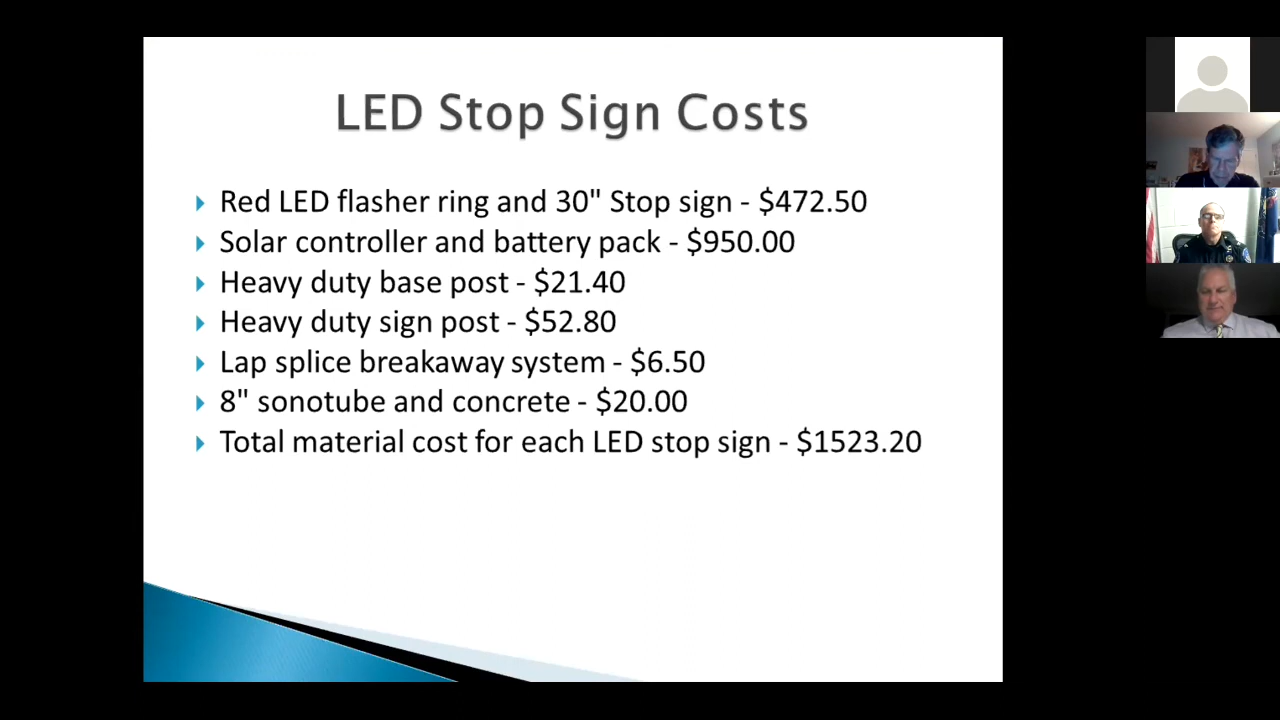 LED Stop Sign Costs
Red LED flasher ring and 30" Stop sign - $472.50
Solar controller and battery pack - $950.00
Heavy duty base post - $21.40
Heavy duty sign post - $52.80
Lap splice breakaway system - $6.50
8" sonotube and concrete - $20.00
Total material cost for each LED stop sign - $1523.20